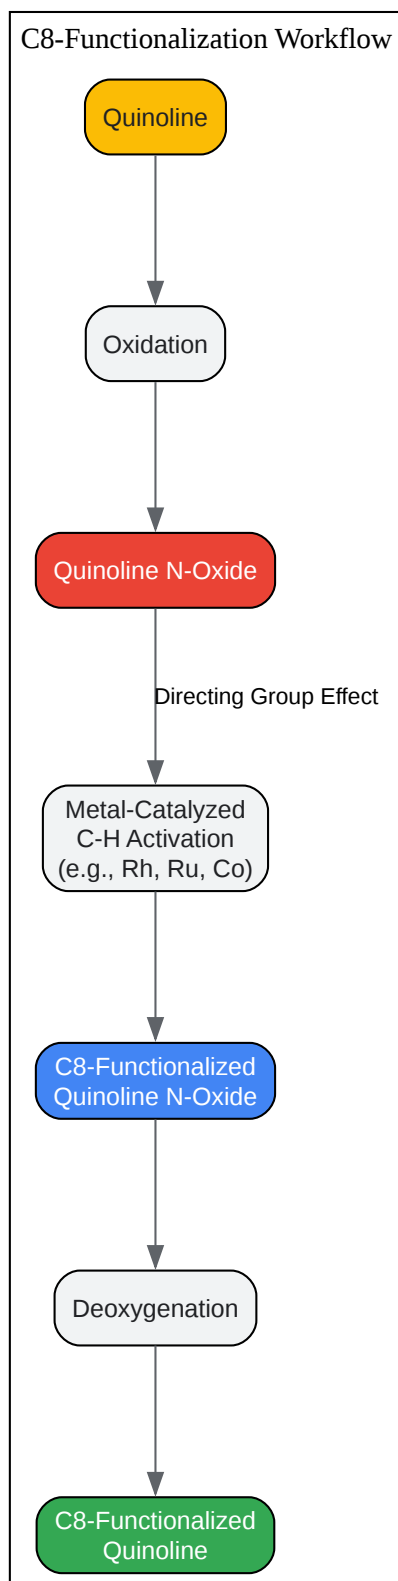 C8-Functionalization Workflow
Quinoline
Oxidation
Quinoline N-Oxide
Directing Group Effect
Metal-Catalyzed
C-H Activation
(e.g., Rh, Ru, Co)
C8-Functionalized
Quinoline N-Oxide
Deoxygenation
C8-Functionalized
Quinoline